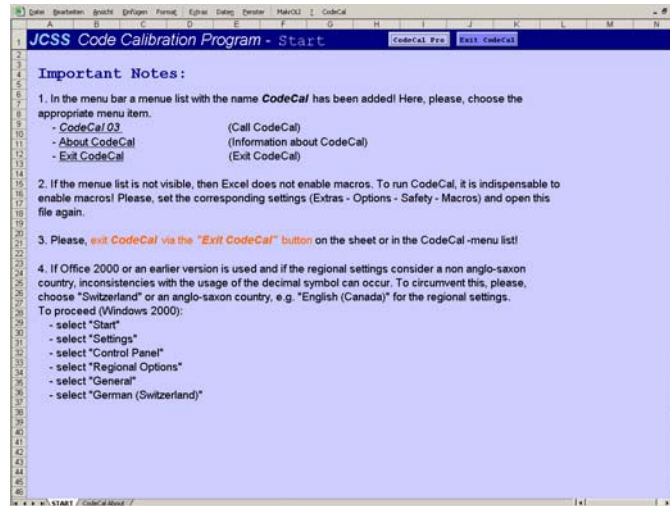 Datei Bearbeiten Ansicht Einfügen Format Extras Daten Fenster MakroU2 ? CodeCal
A B C D E F G H I J K L M N
JCSS Code Calibration Program - Start CodeCal Pro Exit CodeCal
Important Notes:
1. In the menu bar a menue list with the name CodeCal has been added! Here, please, choose the
appropriate menu item.
- CodeCal 03 (Call CodeCal)
- About CodeCal (Information about CodeCal)
- Exit CodeCal (Exit CodeCal)
2. If the menue list is not visible, then Excel does not enable macros. To run CodeCal, it is indispensable to
enable macros! Please, set the corresponding settings (Extras - Options - Safety - Macros) and open this
file again.
3. Please, exit CodeCal via the "Exit CodeCal" button on the sheet or in the CodeCal -menu list!
4. If Office 2000 or an earlier version is used and if the regional settings consider a non anglo-saxon
country, inconsistencies with the usage of the decimal symbol can occur. To circumvent this, please,
choose "Switzerland" or an anglo-saxon country, e.g. "English (Canada)" for the regional settings.
To proceed (Windows 2000):
- select "Start"
- select "Settings"
- select "Control Panel"
- select "Regional Options"
- select "General"
- select "German (Switzerland)"
START CodeCal-About